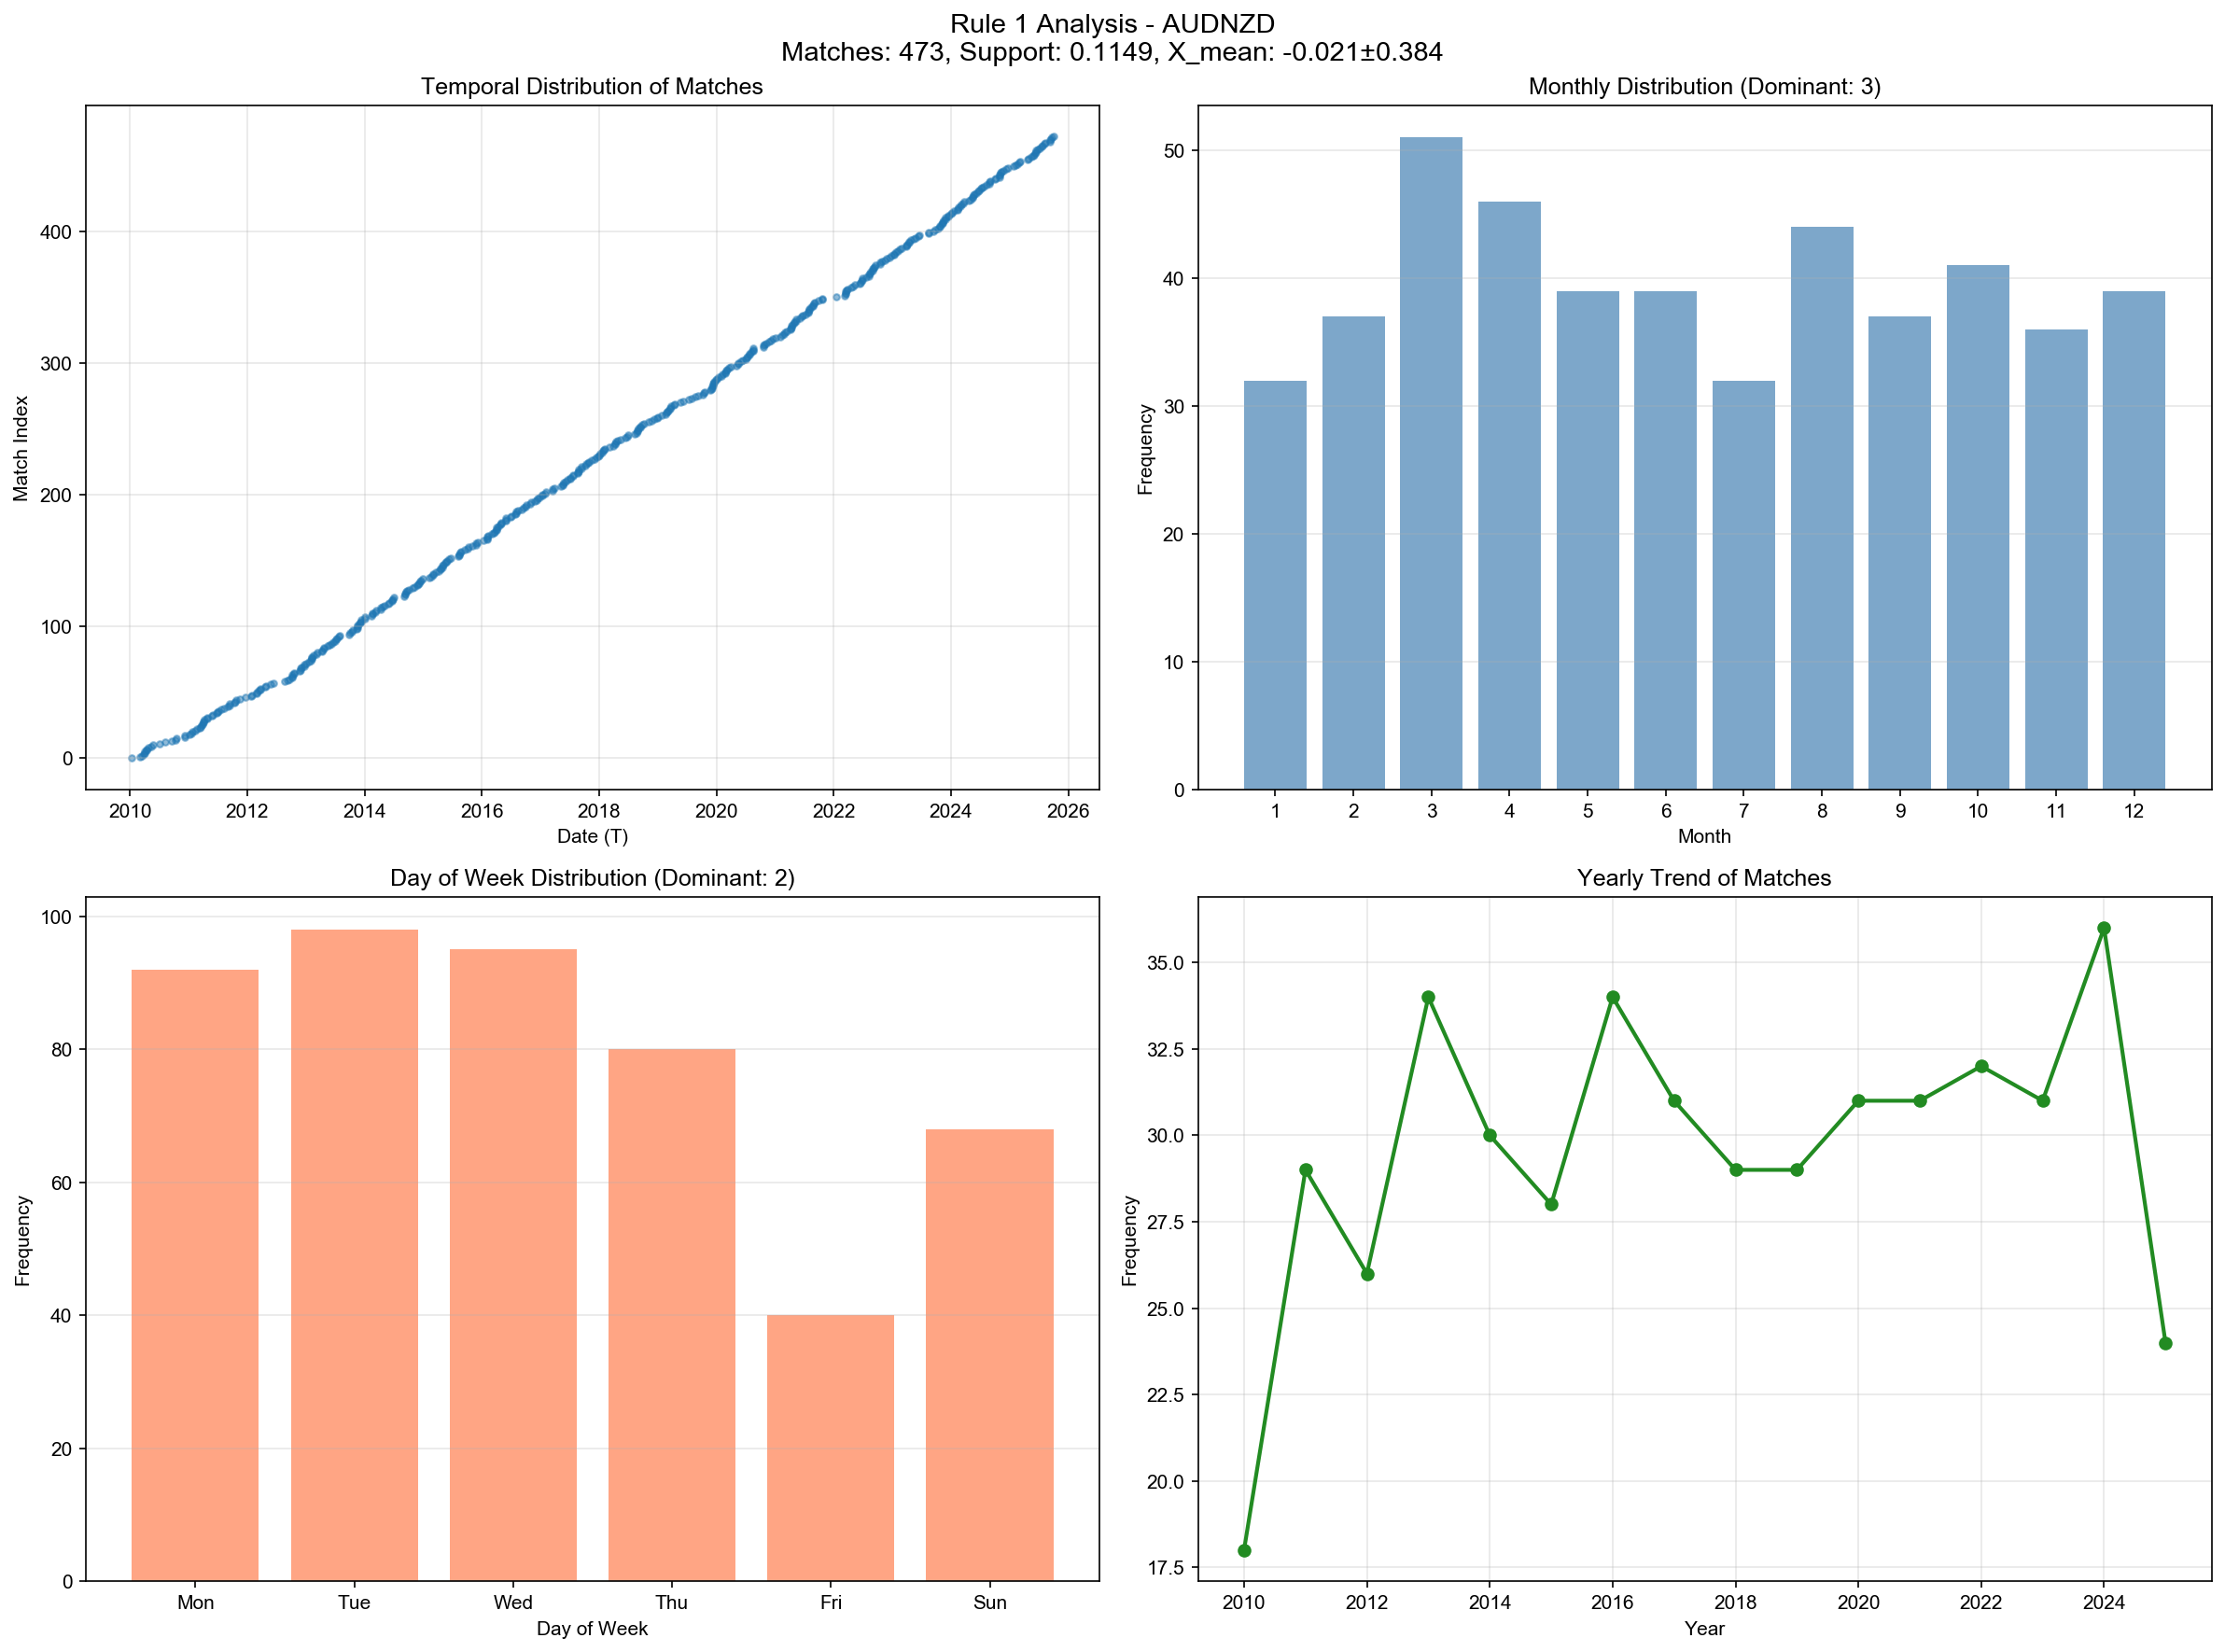 Rule 1 Analysis - AUDNZD
Matches: 473, Support: 0.1149, X_mean: -0.021±0.384
Temporal Distribution of Matches
400
300
200
100
0
Match Index
2010 2012 2014 2016 2018 2020 2022 2024 2026
Date (T)
Monthly Distribution (Dominant: 3)
50
40
30
20
10
0
Frequency
1 2 3 4 5 6 7 8 9 10 11 12
Month
Day of Week Distribution (Dominant: 2)
100
80
60
40
20
0
Frequency
Mon Tue Wed Thu Fri Sun
Day of Week
Yearly Trend of Matches
35.0
32.5
30.0
27.5
25.0
22.5
20.0
17.5
Frequency
2010 2012 2014 2016 2018 2020 2022 2024
Year